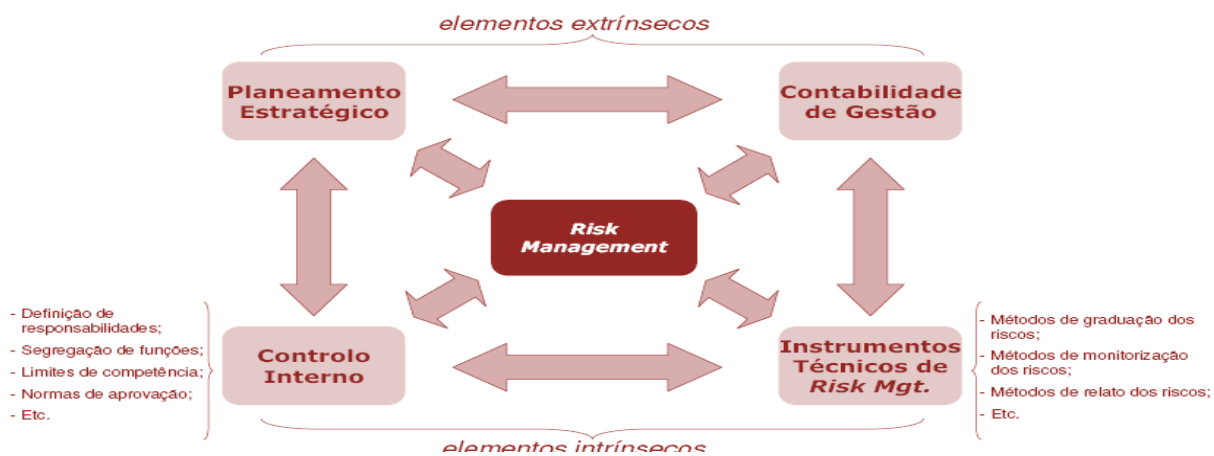 elementos extrínsecos
Planeamento
Estratégico
Contabilidade
de Gestão
Risk
Management
- Definição de
responsabilidades;
- Segregação de funções;
- Limites de competência;
- Normas de aprovação;
- Etc.
Controlo
Interno
Instrumentos
Técnicos de
Risk Mgt.
- Métodos de graduação dos
riscos;
- Métodos de monitorização
dos riscos;
- Métodos de relato dos riscos;
- Etc.
elementos intrínsecos